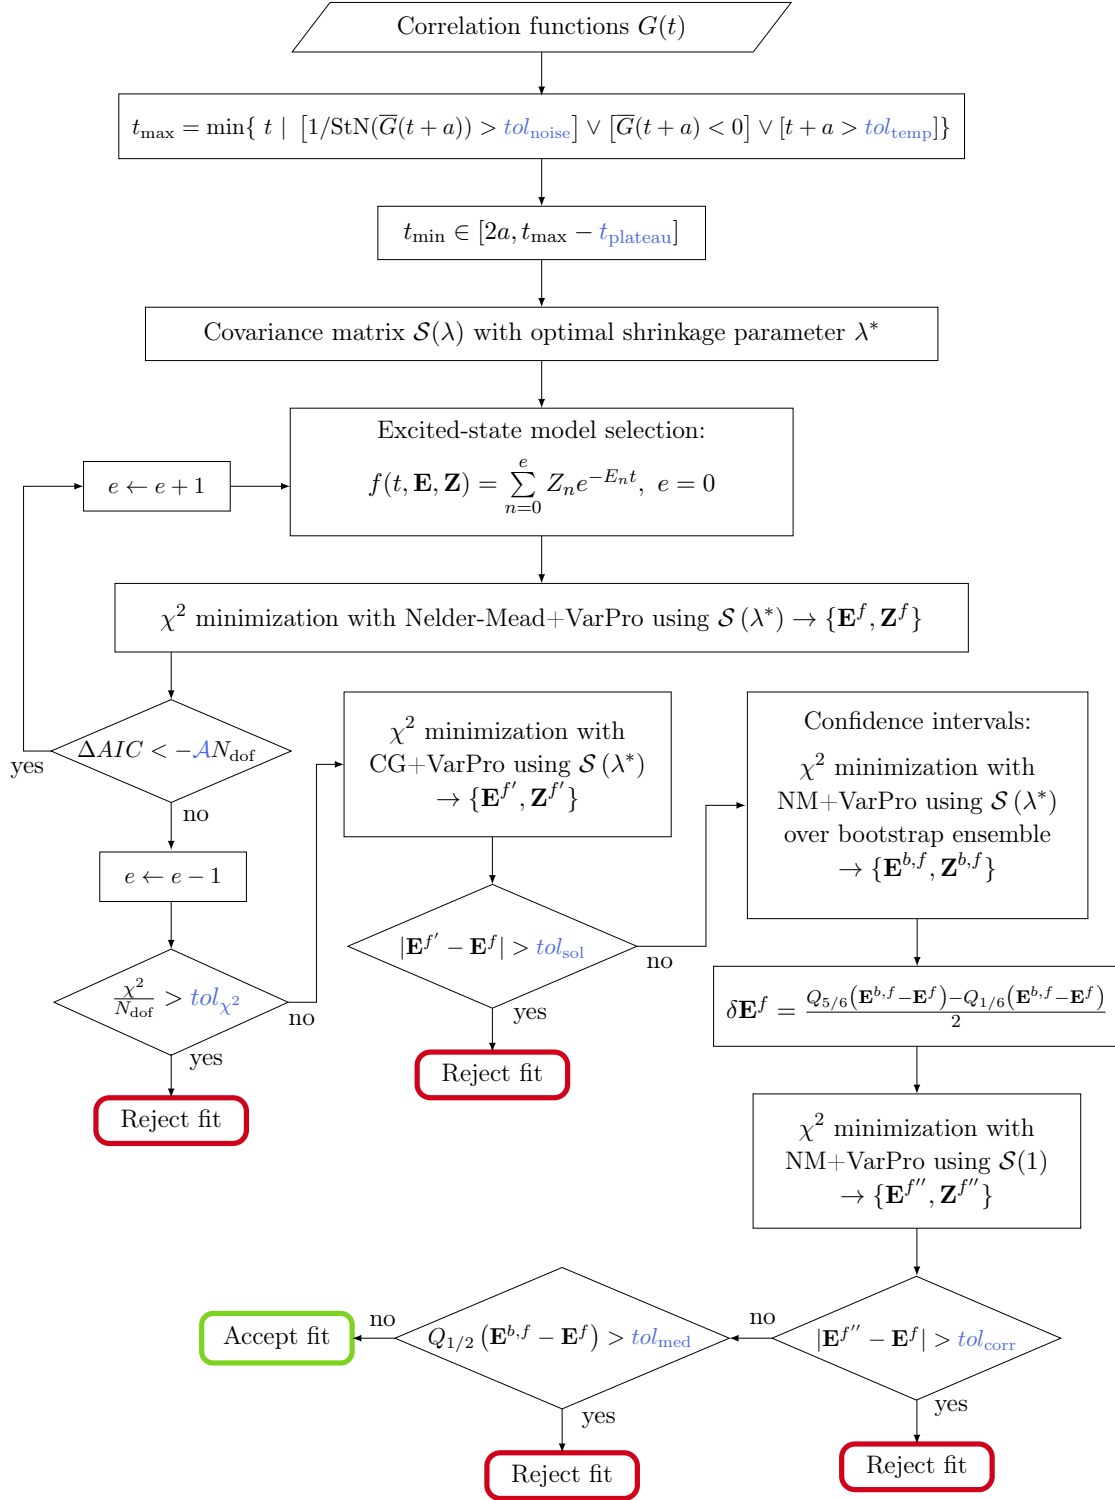 Correlation functions G(t)
t_max = min{ t | [1/StN(G̅(t + a)) > tol_noise] ∨ [G̅(t + a) < 0] ∨ [t + a > tol_temp]}
t_min ∈ [2a, t_max − t_plateau]
Covariance matrix 𝒮(λ) with optimal shrinkage parameter λ*
Excited-state model selection:
f(t, E, Z) = ∑_{n=0}^{e} Z_n e^{−E_n t}, e = 0
e ← e + 1
χ² minimization with Nelder-Mead+VarPro using 𝒮(λ*) → {E^f, Z^f}
ΔAIC < −𝒜N_dof
yes
no
e ← e − 1
χ²/N_dof > tol_χ²
no
yes
Reject fit
χ² minimization with
CG+VarPro using 𝒮(λ*)
→ {E^{f′}, Z^{f′}}
|E^{f′} − E^f| > tol_sol
no
yes
Reject fit
Confidence intervals:
χ² minimization with
NM+VarPro using 𝒮(λ*)
over bootstrap ensemble
→ {E^{b,f}, Z^{b,f}}
δE^f = (Q_{5/6}(E^{b,f} − E^f) − Q_{1/6}(E^{b,f} − E^f))/2
χ² minimization with
NM+VarPro using 𝒮(1)
→ {E^{f′′}, Z^{f′′}}
|E^{f′′} − E^f| > tol_corr
no
yes
Reject fit
Q_{1/2}(E^{b,f} − E^f) > tol_med
no
yes
Reject fit
Accept fit